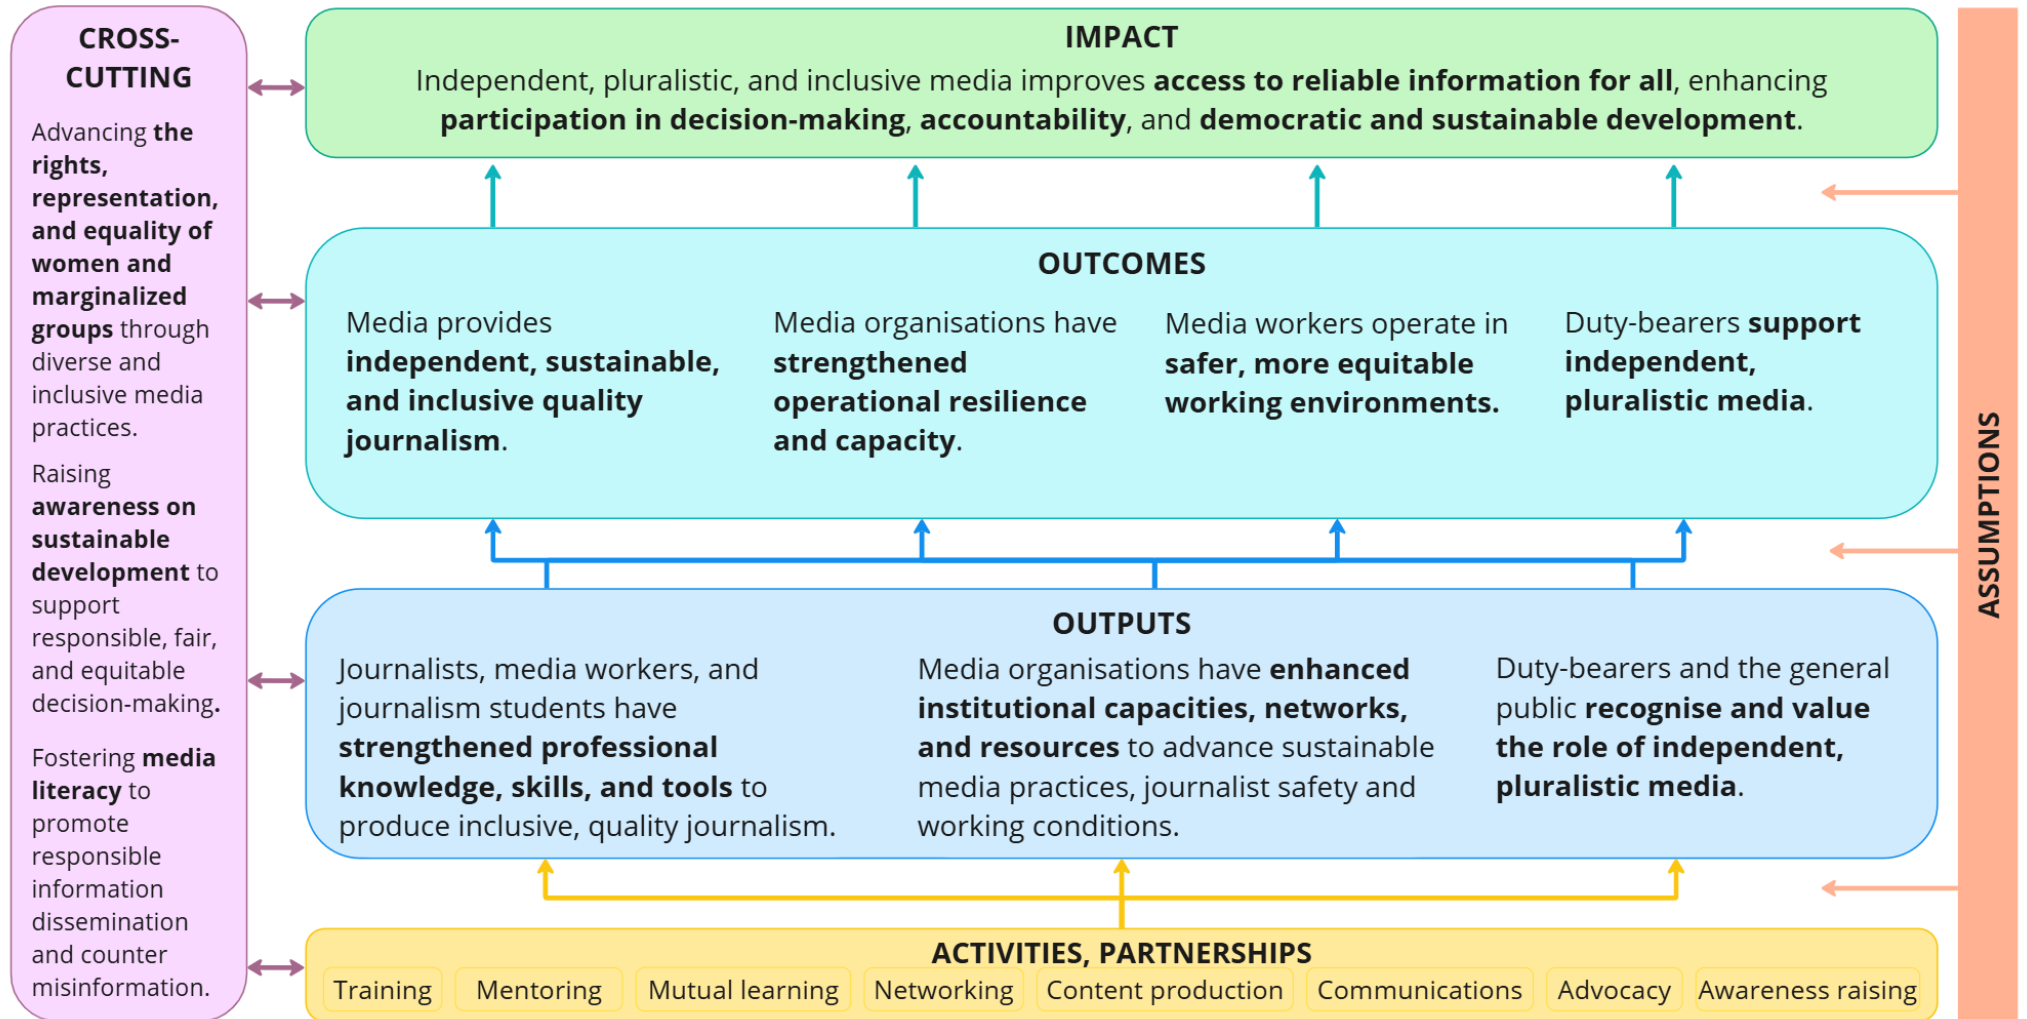 CROSS-
CUTTING
Advancing the
rights,
representation,
and equality of
women and
marginalized
groups through
diverse and
inclusive media
practices.
Raising
awareness on
sustainable
development to
support
responsible, fair,
and equitable
decision-making.
Fostering media
literacy to
promote
responsible
information
dissemination
and counter
misinformation.
IMPACT
Independent, pluralistic, and inclusive media improves access to reliable information for all, enhancing
participation in decision-making, accountability, and democratic and sustainable development.
OUTCOMES
Media provides
independent, sustainable,
and inclusive quality
journalism.
Media organisations have
strengthened
operational resilience
and capacity.
Media workers operate in
safer, more equitable
working environments.
Duty-bearers support
independent,
pluralistic media.
OUTPUTS
Journalists, media workers, and
journalism students have
strengthened professional
knowledge, skills, and tools to
produce inclusive, quality journalism.
Media organisations have enhanced
institutional capacities, networks,
and resources to advance sustainable
media practices, journalist safety and
working conditions.
Duty-bearers and the general
public recognise and value
the role of independent,
pluralistic media.
ACTIVITIES, PARTNERSHIPS
Training
Mentoring
Mutual learning
Networking
Content production
Communications
Advocacy
Awareness raising
ASSUMPTIONS